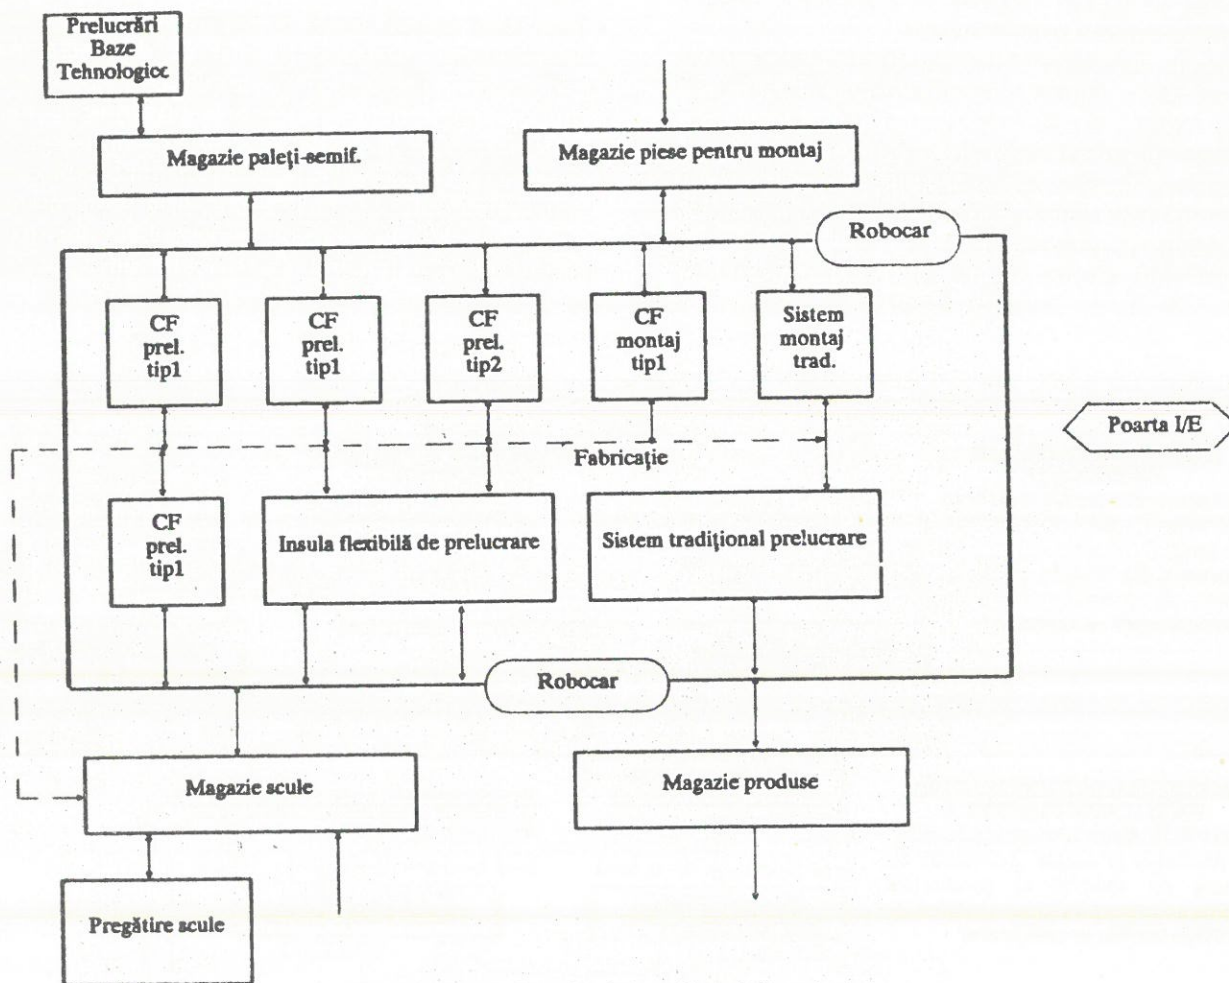 Prelucrări
Baze
Tehnologice
Magazie paleți-semif.
Magazie piese pentru montaj
Robocar
CF
prel.
tip1
CF
prel.
tip1
CF
prel.
tip2
CF
montaj
tip1
Sistem
montaj
trad.
Poarta I/E
Fabricație
CF
prel.
tip1
Insula flexibilă de prelucrare
Sistem tradițional prelucrare
Robocar
Magazie scule
Magazie produse
Pregătire scule